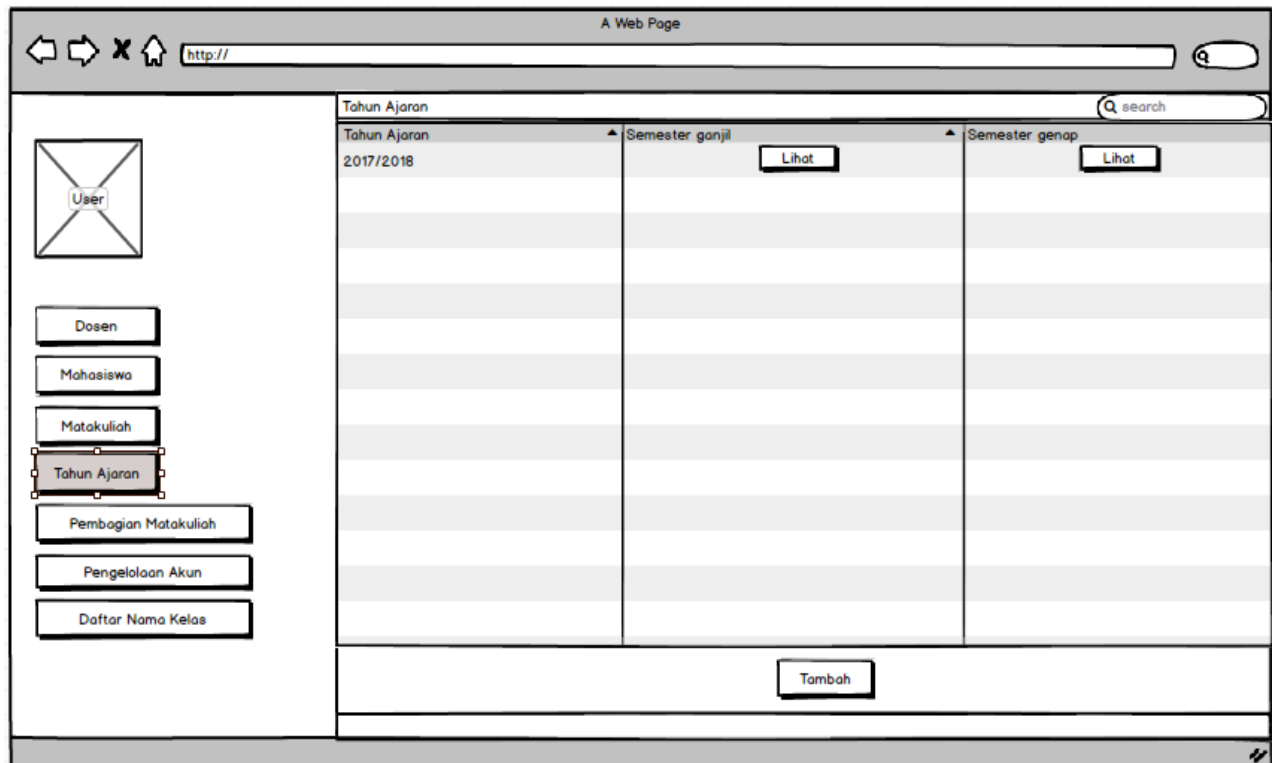 A Web Page
http://
Tahun Ajaran
search
Tahun Ajaran Semester ganjil Semester genap
2017/2018 Lihat Lihat
User
Dosen
Mahasiswa
Matakuliah
Tahun Ajaran
Pembagian Matakuliah
Pengelolaan Akun
Daftar Nama Kelas
Tambah